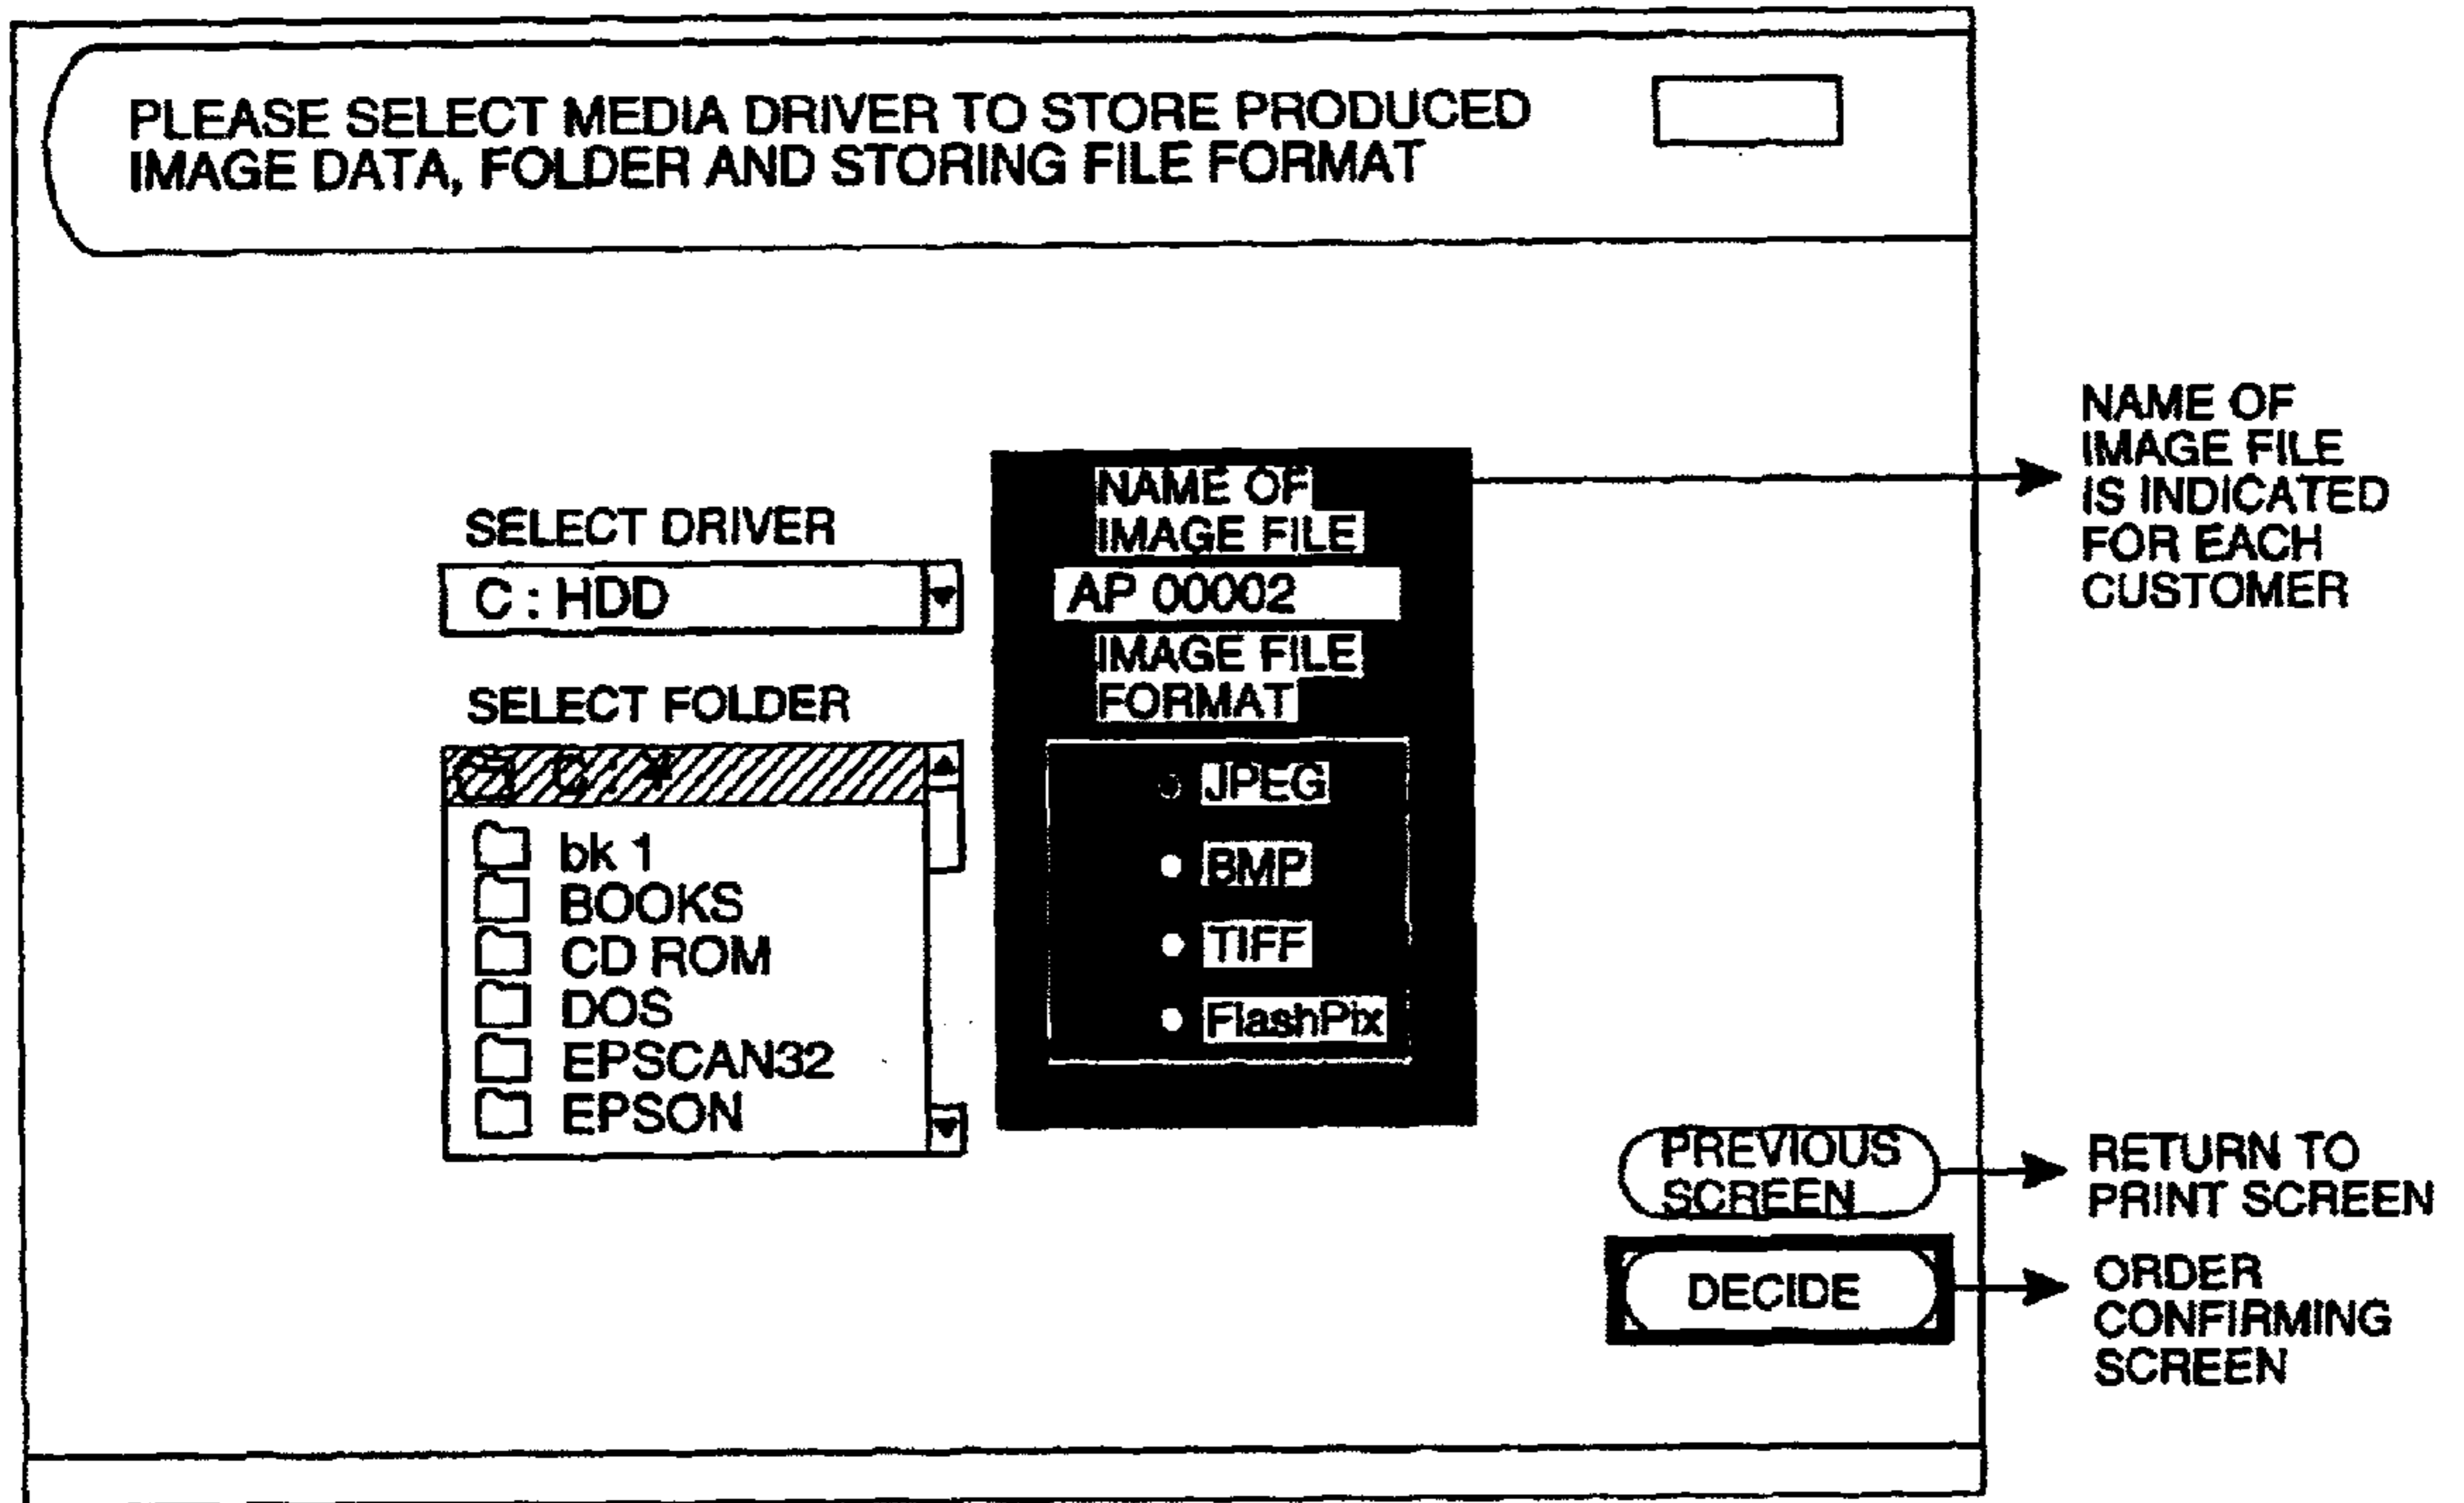 PLEASE SELECT MEDIA DRIVER TO STORE PRODUCED
IMAGE DATA, FOLDER AND STORING FILE FORMAT
SELECT DRIVER
C : HDD
SELECT FOLDER
bk 1
BOOKS
CD ROM
DOS
EPSCAN32
EPSON
NAME OF
IMAGE FILE
AP 00002
IMAGE FILE
FORMAT
JPEG
BMP
TIFF
FlashPix
NAME OF
IMAGE FILE
IS INDICATED
FOR EACH
CUSTOMER
PREVIOUS
SCREEN
RETURN TO
PRINT SCREEN
DECIDE
ORDER
CONFIRMING
SCREEN